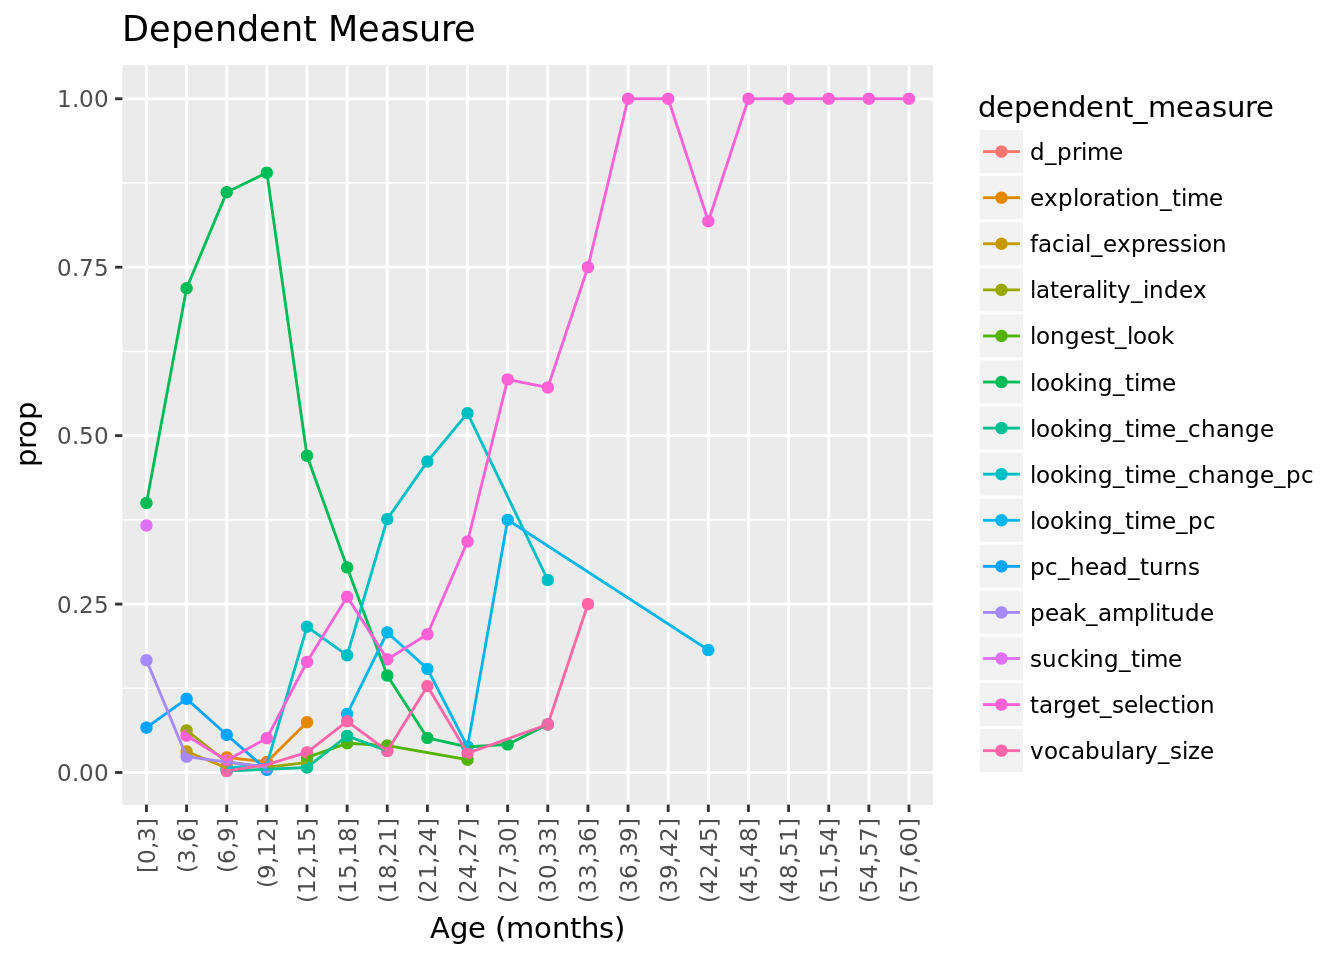 Dependent Measure
1.00
0.75
0.50
0.25
0.00
prop
[0,3]
(3,6]
(6,9]
(9,12]
(12,15]
(15,18]
(18,21]
(21,24]
(24,27]
(27,30]
(30,33]
(33,36]
(36,39]
(39,42]
(42,45]
(45,48]
(48,51]
(51,54]
(54,57]
(57,60]
Age (months)
dependent_measure
d_prime
exploration_time
facial_expression
laterality_index
longest_look
looking_time
looking_time_change
looking_time_change_pc
looking_time_pc
pc_head_turns
peak_amplitude
sucking_time
target_selection
vocabulary_size